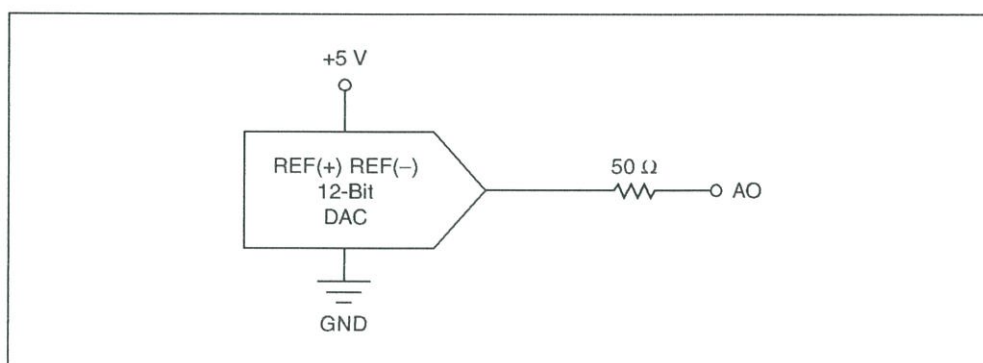 +5 V
REF(+) REF(−)
12-Bit
DAC
50 Ω
AO
GND